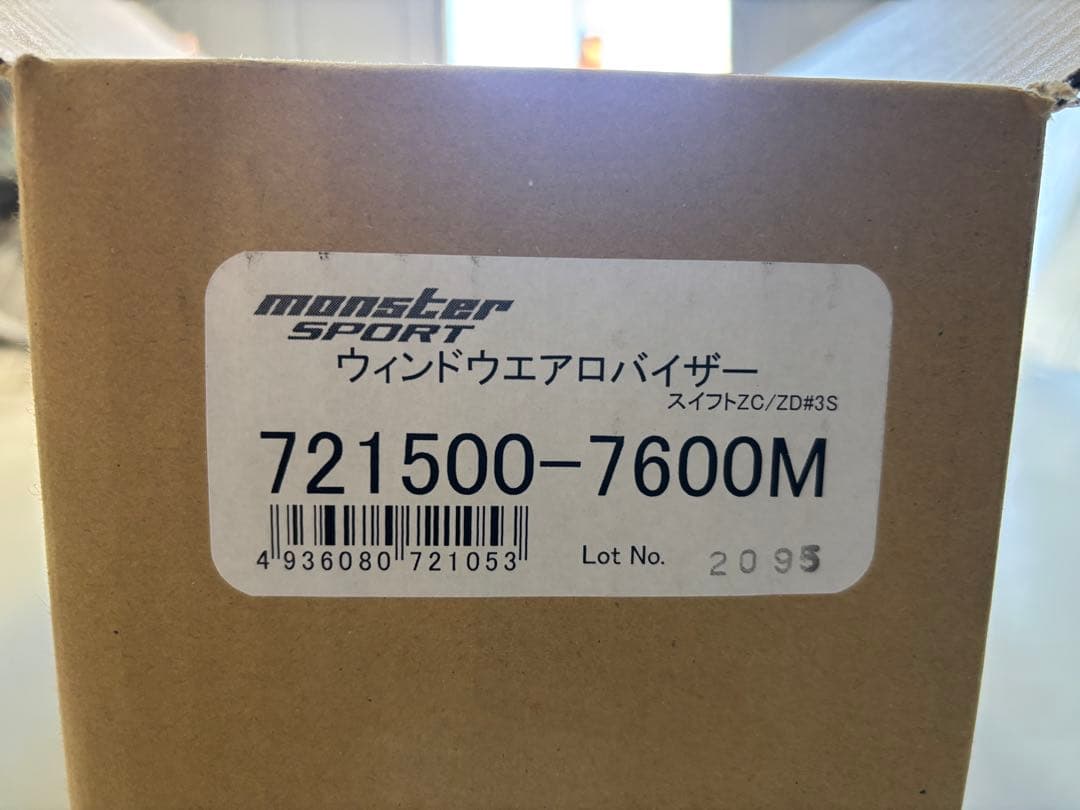 monster
SPORT
ウィンドウエアロバイザー
スイフトZC/ZD#3S
721500-7600M
4 936080 721053
Lot No. 2095